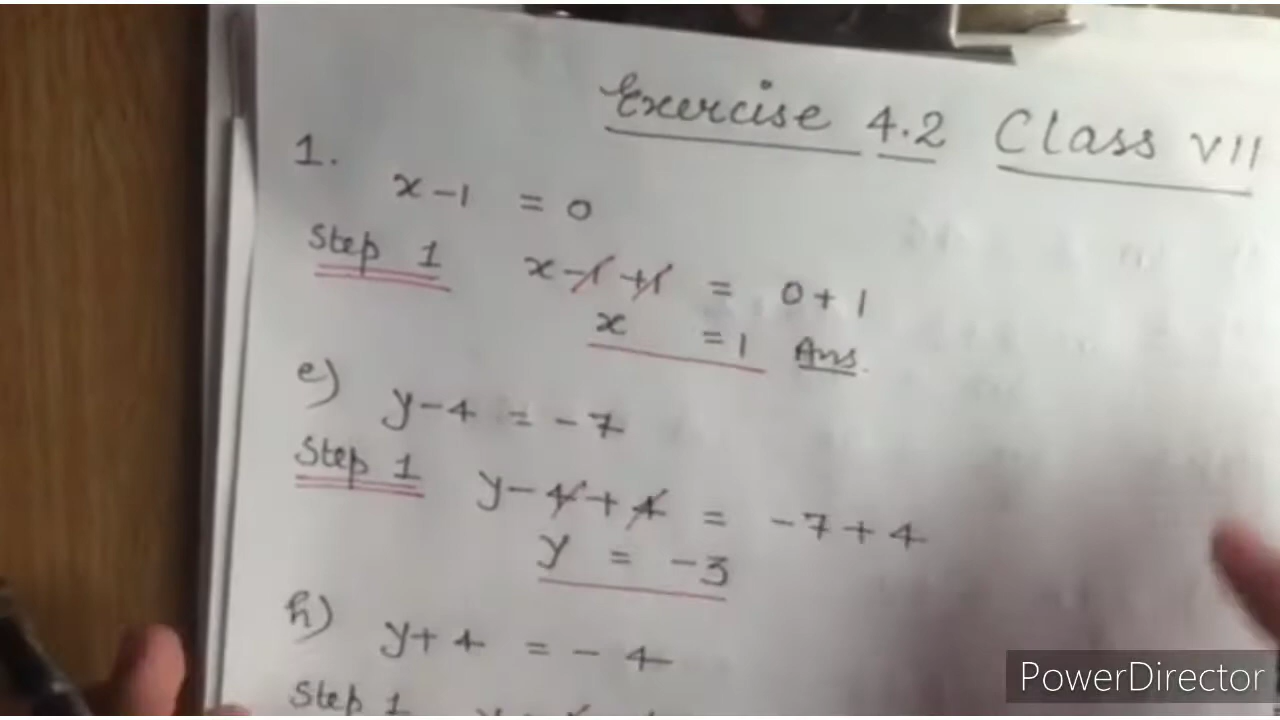 Exercise 4.2 Class VII
1.
x-1 = 0
Step 1 x-1+1 = 0+1
x = 1 Ans.
e) y-4 = -7
Step 1 y-4+4 = -7+4
y = -3
h) y+4 = -4
Step 1
PowerDirector